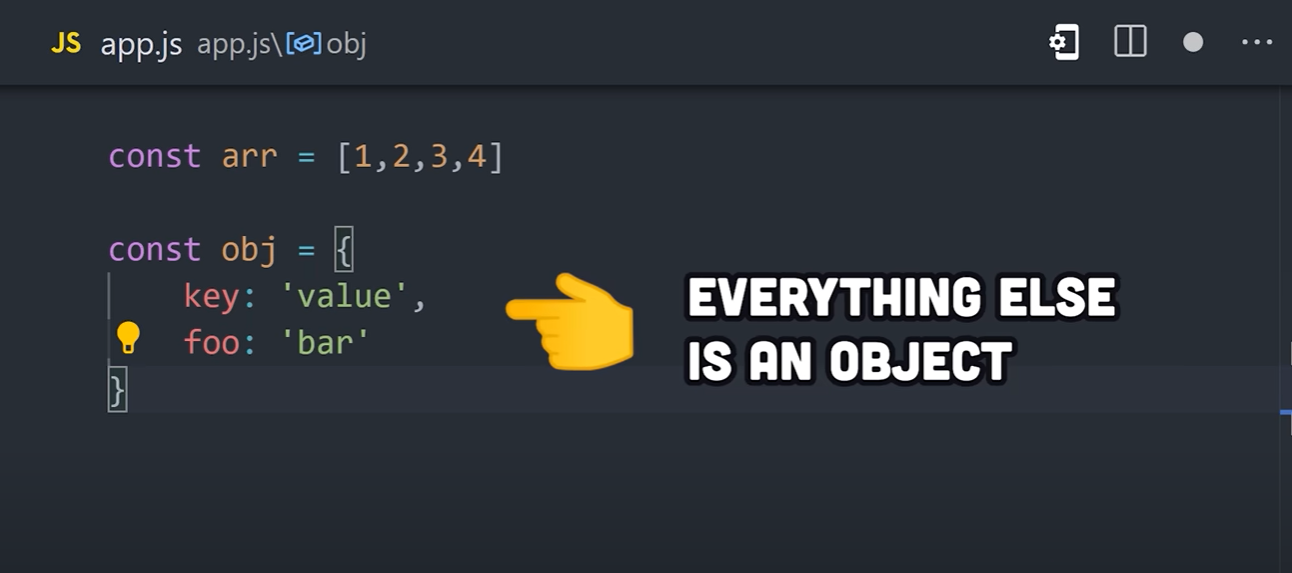 JS app.js app.js\obj
const arr = [1,2,3,4]
const obj = {
key: 'value',
foo: 'bar'
}
EVERYTHING ELSE
IS AN OBJECT